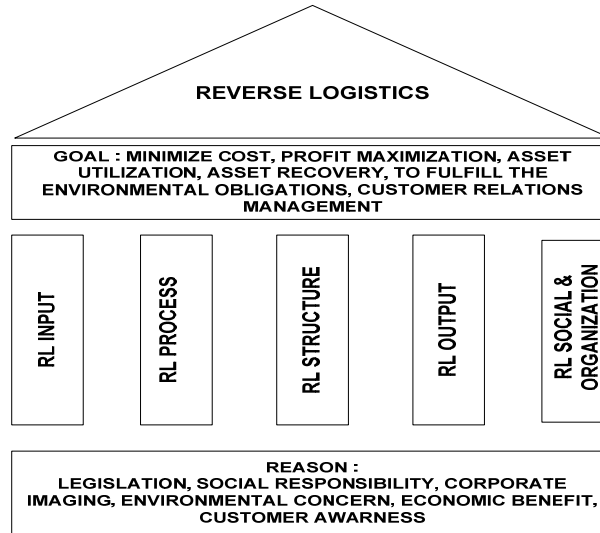 REVERSE LOGISTICS
GOAL : MINIMIZE COST, PROFIT MAXIMIZATION, ASSET
UTILIZATION, ASSET RECOVERY, TO FULFILL THE
ENVIRONMENTAL OBLIGATIONS, CUSTOMER RELATIONS
MANAGEMENT
RL INPUT
RL PROCESS
RL STRUCTURE
RL OUTPUT
RL SOCIAL &
ORGANIZATION
REASON :
LEGISLATION, SOCIAL RESPONSIBILITY, CORPORATE
IMAGING, ENVIRONMENTAL CONCERN, ECONOMIC BENEFIT,
CUSTOMER AWARNESS